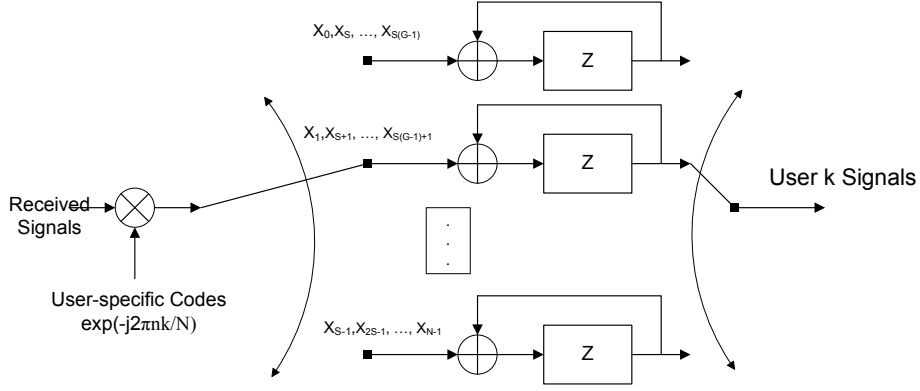 X0,XS, ..., XS(G-1)
Z
X1,XS+1, ..., XS(G-1)+1
Z
User k Signals
Received
Signals
.
.
.
User-specific Codes
exp(-j2πnk/N)
XS-1,X2S-1, ..., XN-1
Z